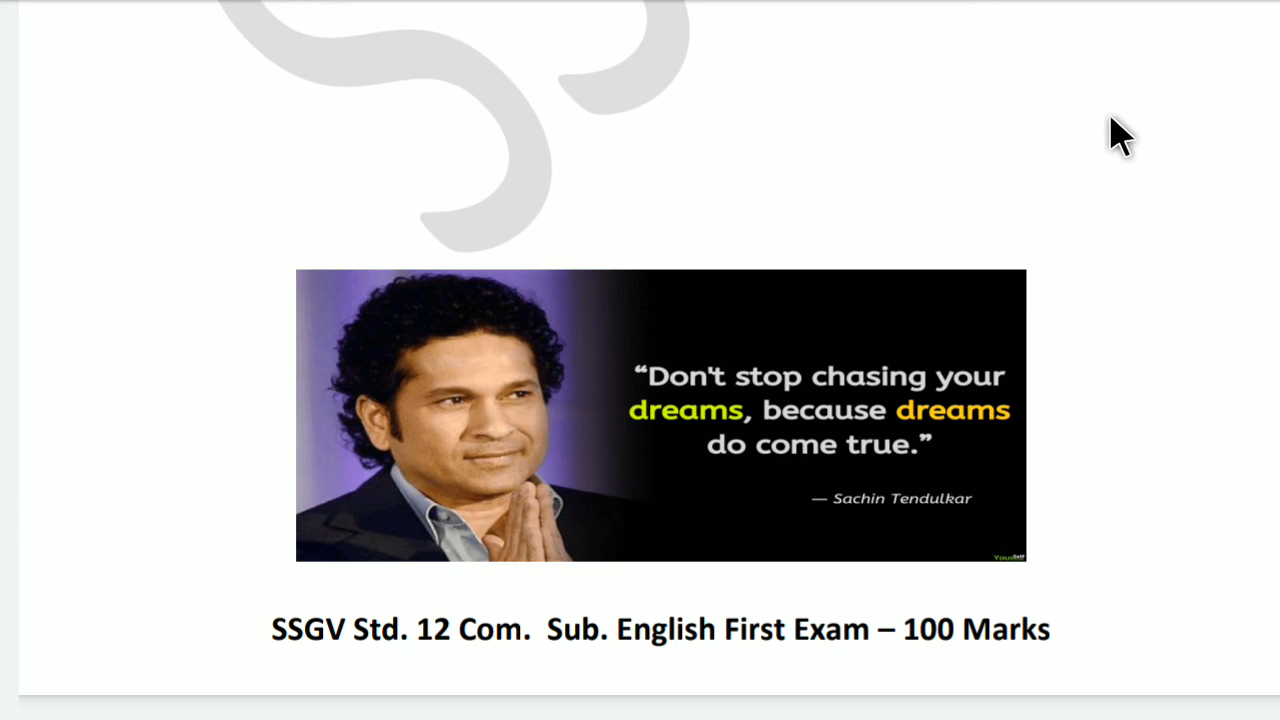 “Don't stop chasing your
dreams, because dreams
do come true.”
— Sachin Tendulkar
SSGV Std. 12 Com.  Sub. English First Exam – 100 Marks